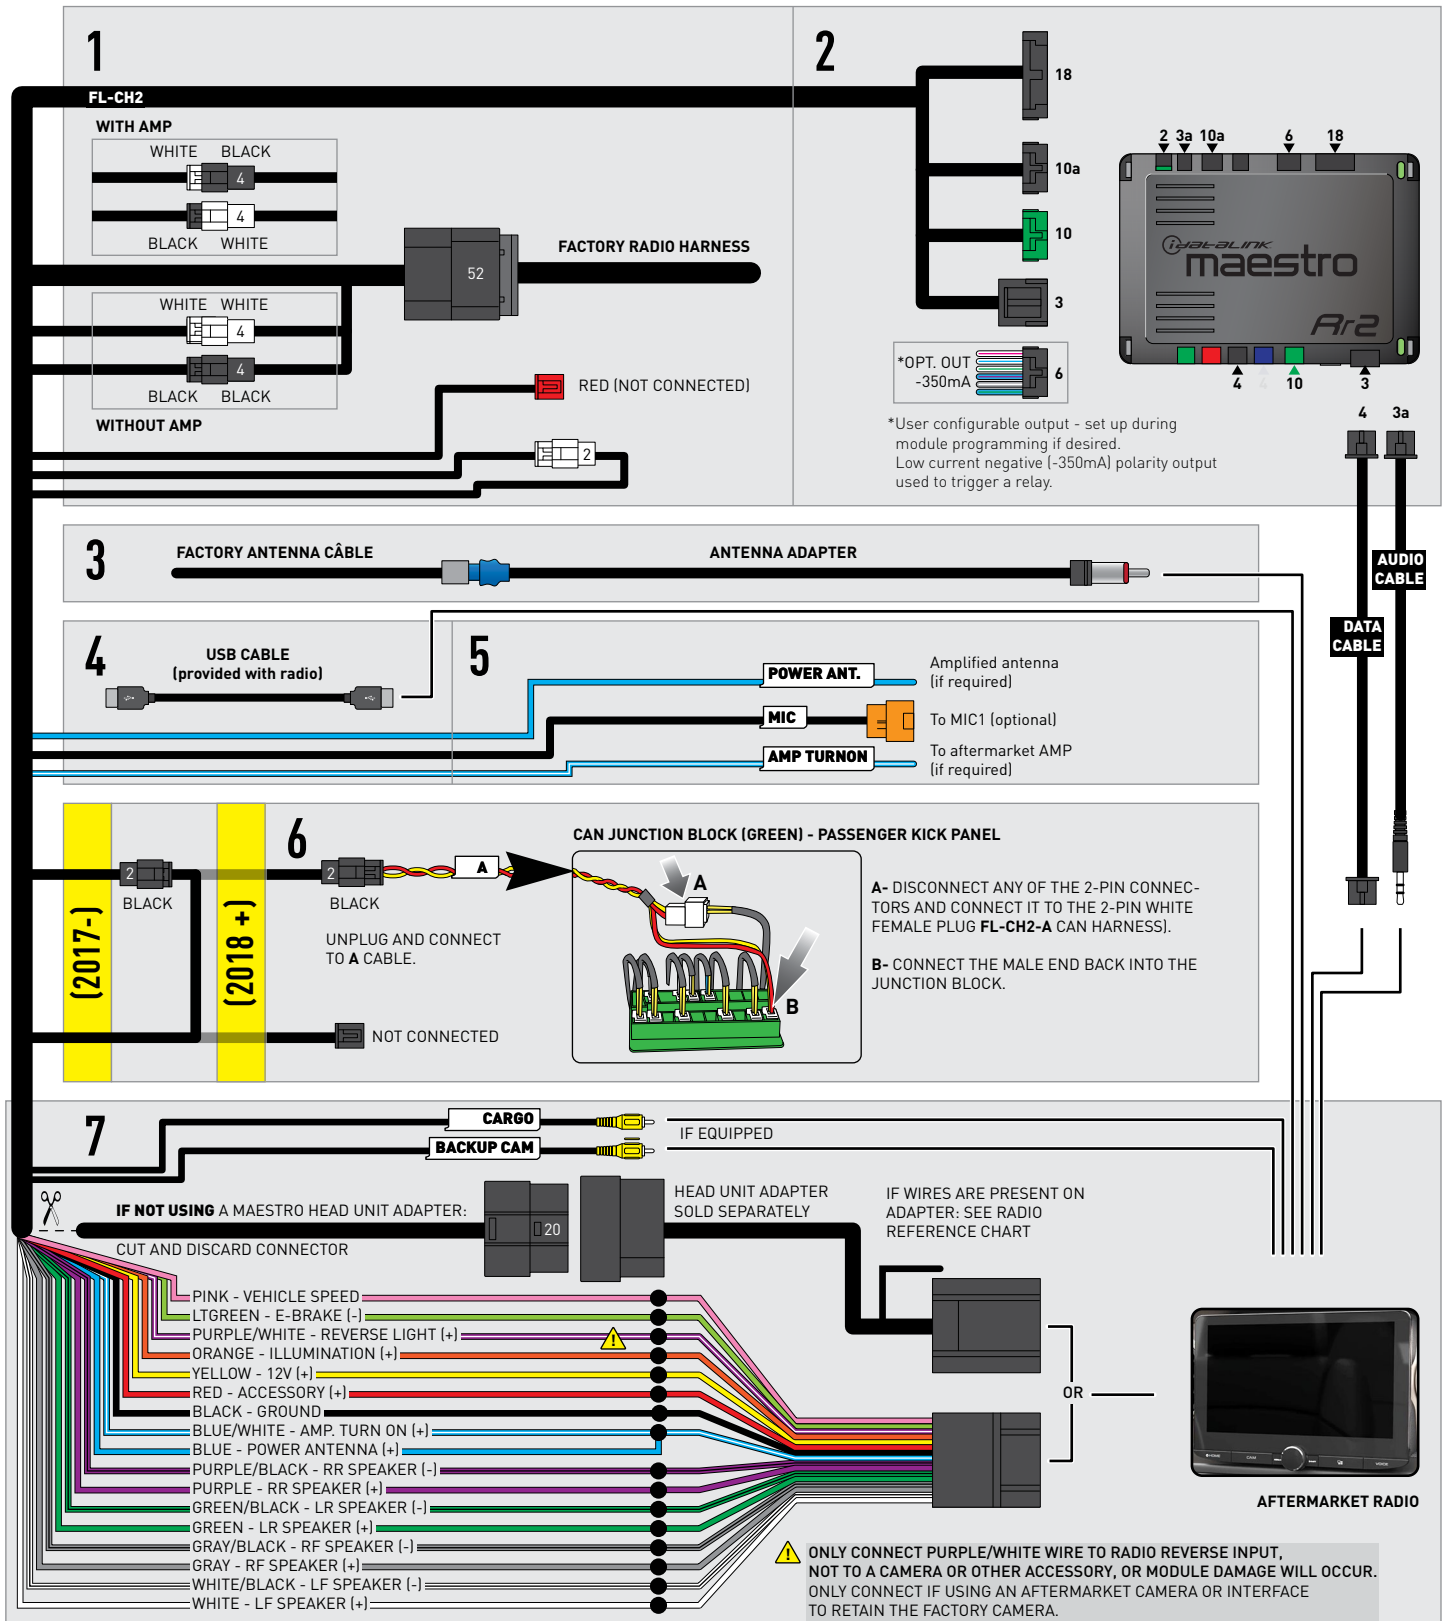 1
FL-CH2
WITH AMP
WHITE BLACK
4
4
BLACK WHITE
52
FACTORY RADIO HARNESS
WHITE WHITE
4
4
BLACK BLACK
WITHOUT AMP
RED (NOT CONNECTED)
2
2
18
10a
10
3
*OPT. OUT
-350mA
6
*User configurable output - set up during
module programming if desired.
Low current negative (-350mA) polarity output
used to trigger a relay.
2 3a 10a 6 18
idatalink
maestro
Rr2
4 4 10 3
4 3a
AUDIO
CABLE
DATA
CABLE
3
FACTORY ANTENNA CÂBLE
ANTENNA ADAPTER
4
USB CABLE
(provided with radio)
5
POWER ANT.
Amplified antenna
(if required)
MIC
To MIC1 (optional)
AMP TURNON
To aftermarket AMP
(if required)
(2017-)
2
BLACK
(2018 +)
6
2
BLACK
UNPLUG AND CONNECT
TO A CABLE.
A
NOT CONNECTED
CAN JUNCTION BLOCK (GREEN) - PASSENGER KICK PANEL
A
B
A- DISCONNECT ANY OF THE 2-PIN CONNEC-
TORS AND CONNECT IT TO THE 2-PIN WHITE
FEMALE PLUG FL-CH2-A CAN HARNESS).
B- CONNECT THE MALE END BACK INTO THE
JUNCTION BLOCK.
7
CARGO
BACKUP CAM
IF EQUIPPED
IF NOT USING A MAESTRO HEAD UNIT ADAPTER:
CUT AND DISCARD CONNECTOR
20
HEAD UNIT ADAPTER
SOLD SEPARATELY
IF WIRES ARE PRESENT ON
ADAPTER: SEE RADIO
REFERENCE CHART
PINK - VEHICLE SPEED
LTGREEN - E-BRAKE (-)
PURPLE/WHITE - REVERSE LIGHT (+)
ORANGE - ILLUMINATION (+)
YELLOW - 12V (+)
RED - ACCESSORY (+)
BLACK - GROUND
BLUE/WHITE - AMP. TURN ON (+)
BLUE - POWER ANTENNA (+)
PURPLE/BLACK - RR SPEAKER (-)
PURPLE - RR SPEAKER (+)
GREEN/BLACK - LR SPEAKER (-)
GREEN - LR SPEAKER (+)
GRAY/BLACK - RF SPEAKER (-)
GRAY - RF SPEAKER (+)
WHITE/BLACK - LF SPEAKER (-)
WHITE - LF SPEAKER (+)
OR
CAM
VOICE
AFTERMARKET RADIO
! ONLY CONNECT PURPLE/WHITE WIRE TO RADIO REVERSE INPUT,
NOT TO A CAMERA OR OTHER ACCESSORY, OR MODULE DAMAGE WILL OCCUR.
ONLY CONNECT IF USING AN AFTERMARKET CAMERA OR INTERFACE
TO RETAIN THE FACTORY CAMERA.